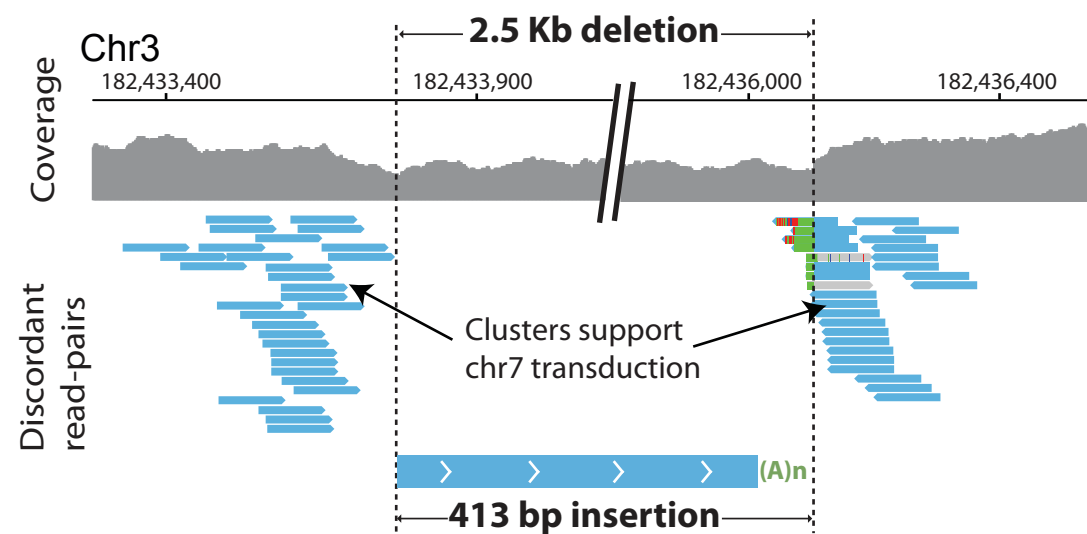 2.5 Kb deletion
Chr3
182,433,400 182,433,900 182,436,000 182,436,400
Coverage
Discordant
read-pairs
Clusters support
chr7 transduction
(A)n
413 bp insertion